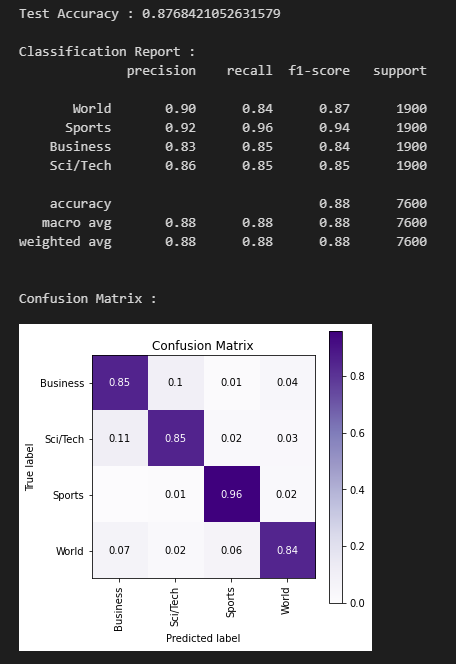 Test Accuracy : 0.8768421052631579
Classification Report :
precision recall f1-score support
World 0.90 0.84 0.87 1900
Sports 0.92 0.96 0.94 1900
Business 0.83 0.85 0.84 1900
Sci/Tech 0.86 0.85 0.85 1900
accuracy 0.88 7600
macro avg 0.88 0.88 0.88 7600
weighted avg 0.88 0.88 0.88 7600
Confusion Matrix :
Confusion Matrix
Business 0.85 0.1 0.01 0.04
Sci/Tech 0.11 0.85 0.02 0.03
Sports 0.01 0.96 0.02
World 0.07 0.02 0.06 0.84
True label
Business Sci/Tech Sports World
Predicted label
0.8
0.6
0.4
0.2
0.0